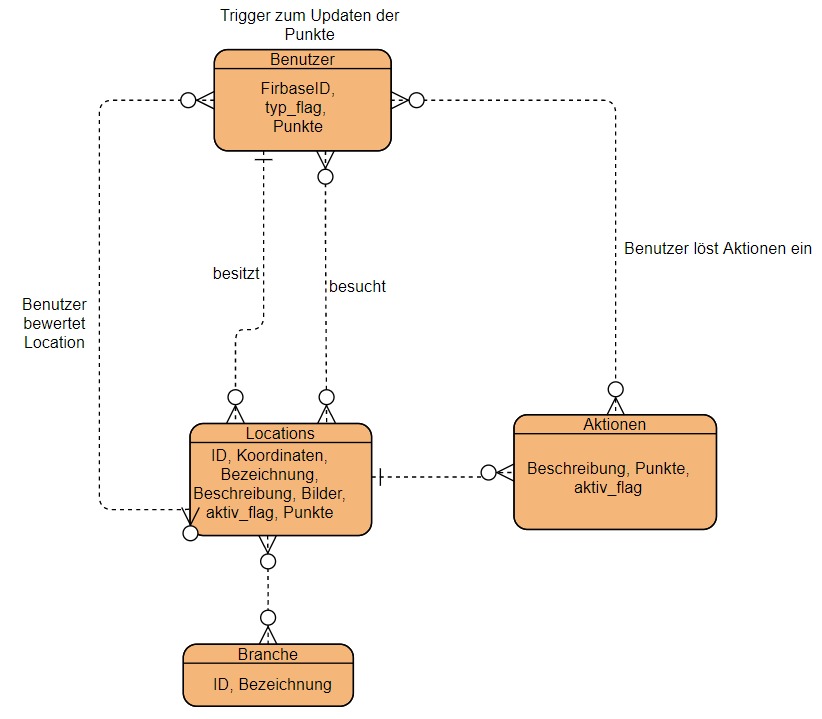 Trigger zum Updaten der
Punkte
Benutzer
FirbaseID,
typ_flag,
Punkte
Benutzer löst Aktionen ein
besitzt
besucht
Benutzer
bewertet
Location
Locations
ID, Koordinaten,
Bezeichnung,
Beschreibung, Bilder,
aktiv_flag, Punkte
Aktionen
Beschreibung, Punkte,
aktiv_flag
Branche
ID, Bezeichnung